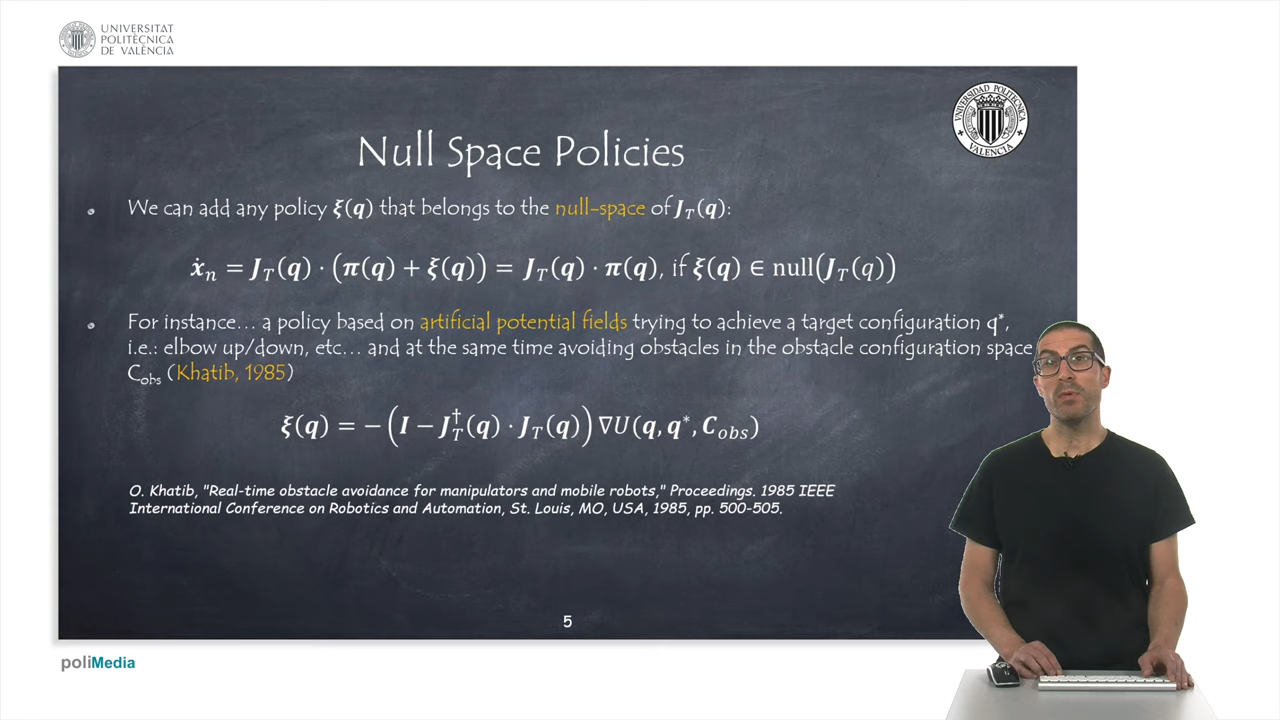 UNIVERSITAT
POLITÈCNICA
DE VALÈNCIA
UNIVERSIDAD POLITECNICA
VALENCIA
Null Space Policies
• We can add any policy ξ(q) that belongs to the null-space of J_T(q):
ẋ_n = J_T(q) · (π(q) + ξ(q)) = J_T(q) · π(q), if ξ(q) ∈ null(J_T(q))
• For instance... a policy based on artificial potential fields trying to achieve a target configuration q*,
i.e.: elbow up/down, etc... and at the same time avoiding obstacles in the obstacle configuration space
C_obs (Khatib, 1985)
ξ(q) = −(I − J_T^†(q) · J_T(q))∇U(q, q*, C_obs)
O. Khatib, "Real-time obstacle avoidance for manipulators and mobile robots," Proceedings. 1985 IEEE
International Conference on Robotics and Automation, St. Louis, MO, USA, 1985, pp. 500-505.
5
poliMedia